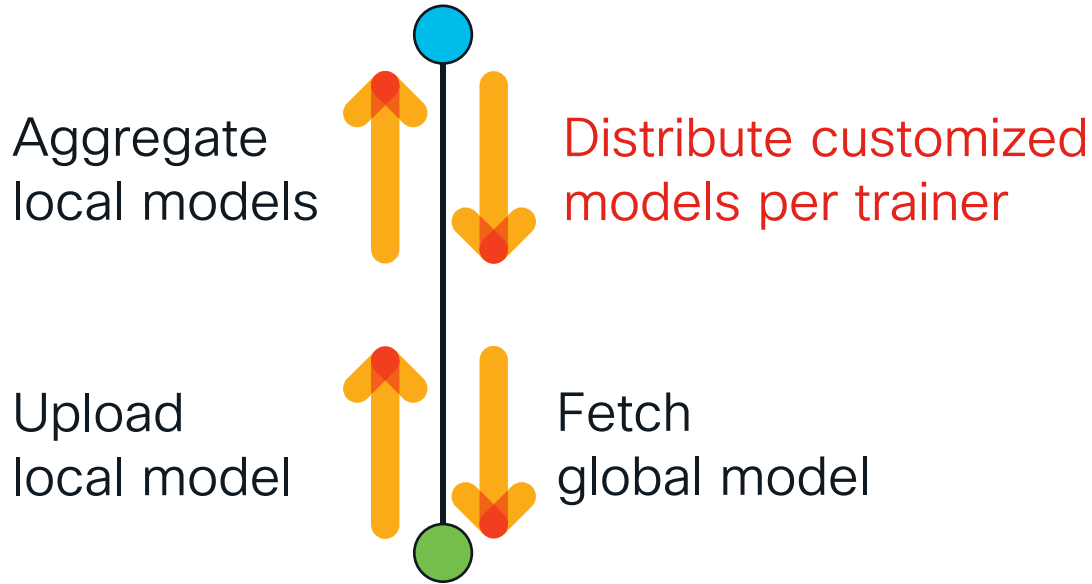 Aggregate
local models
Distribute customized
models per trainer
Upload
local model
Fetch
global model